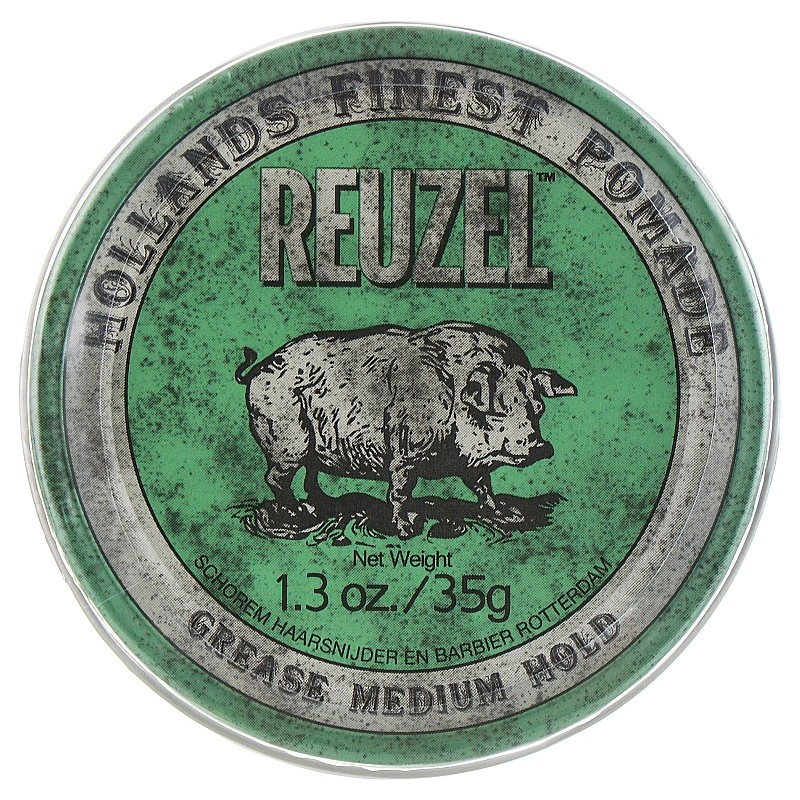 HOLLANDS FINEST POMADE
REUZEL™
Net Weight
1.3 oz./35g
SCHOREM HAARSNIJDER EN BARBIER ROTTERDAM
GREASE MEDIUM HOLD